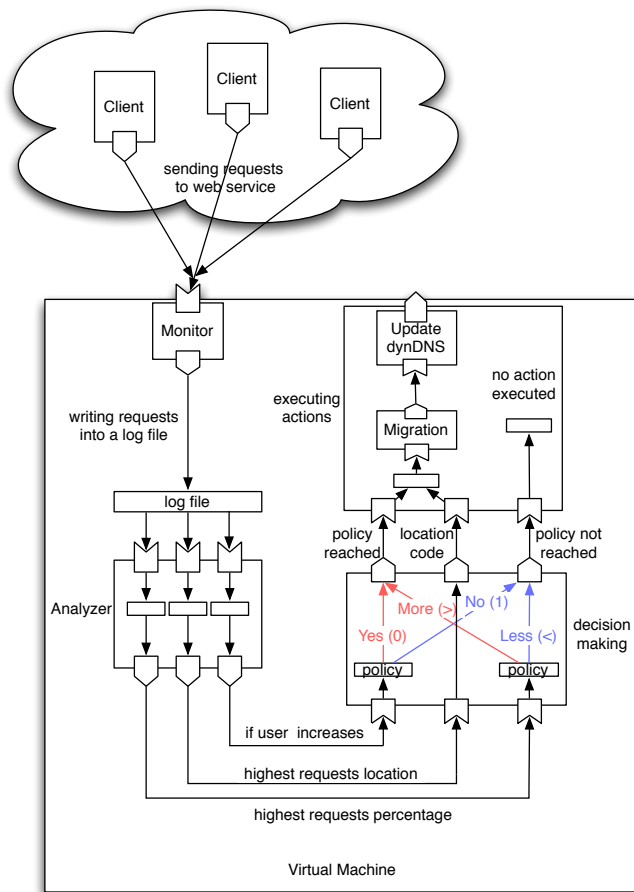 Client
Client
Client
sending requests
to web service
Monitor
Update
dynDNS
no action
executed
executing
actions
writing requests
into a log file
Migration
log file
policy
reached
location
code
policy not
reached
Analyzer
More (>)
No (1)
Yes (0)
Less (<)
decision
making
policy
policy
if user increases
highest requests location
highest requests percentage
Virtual Machine